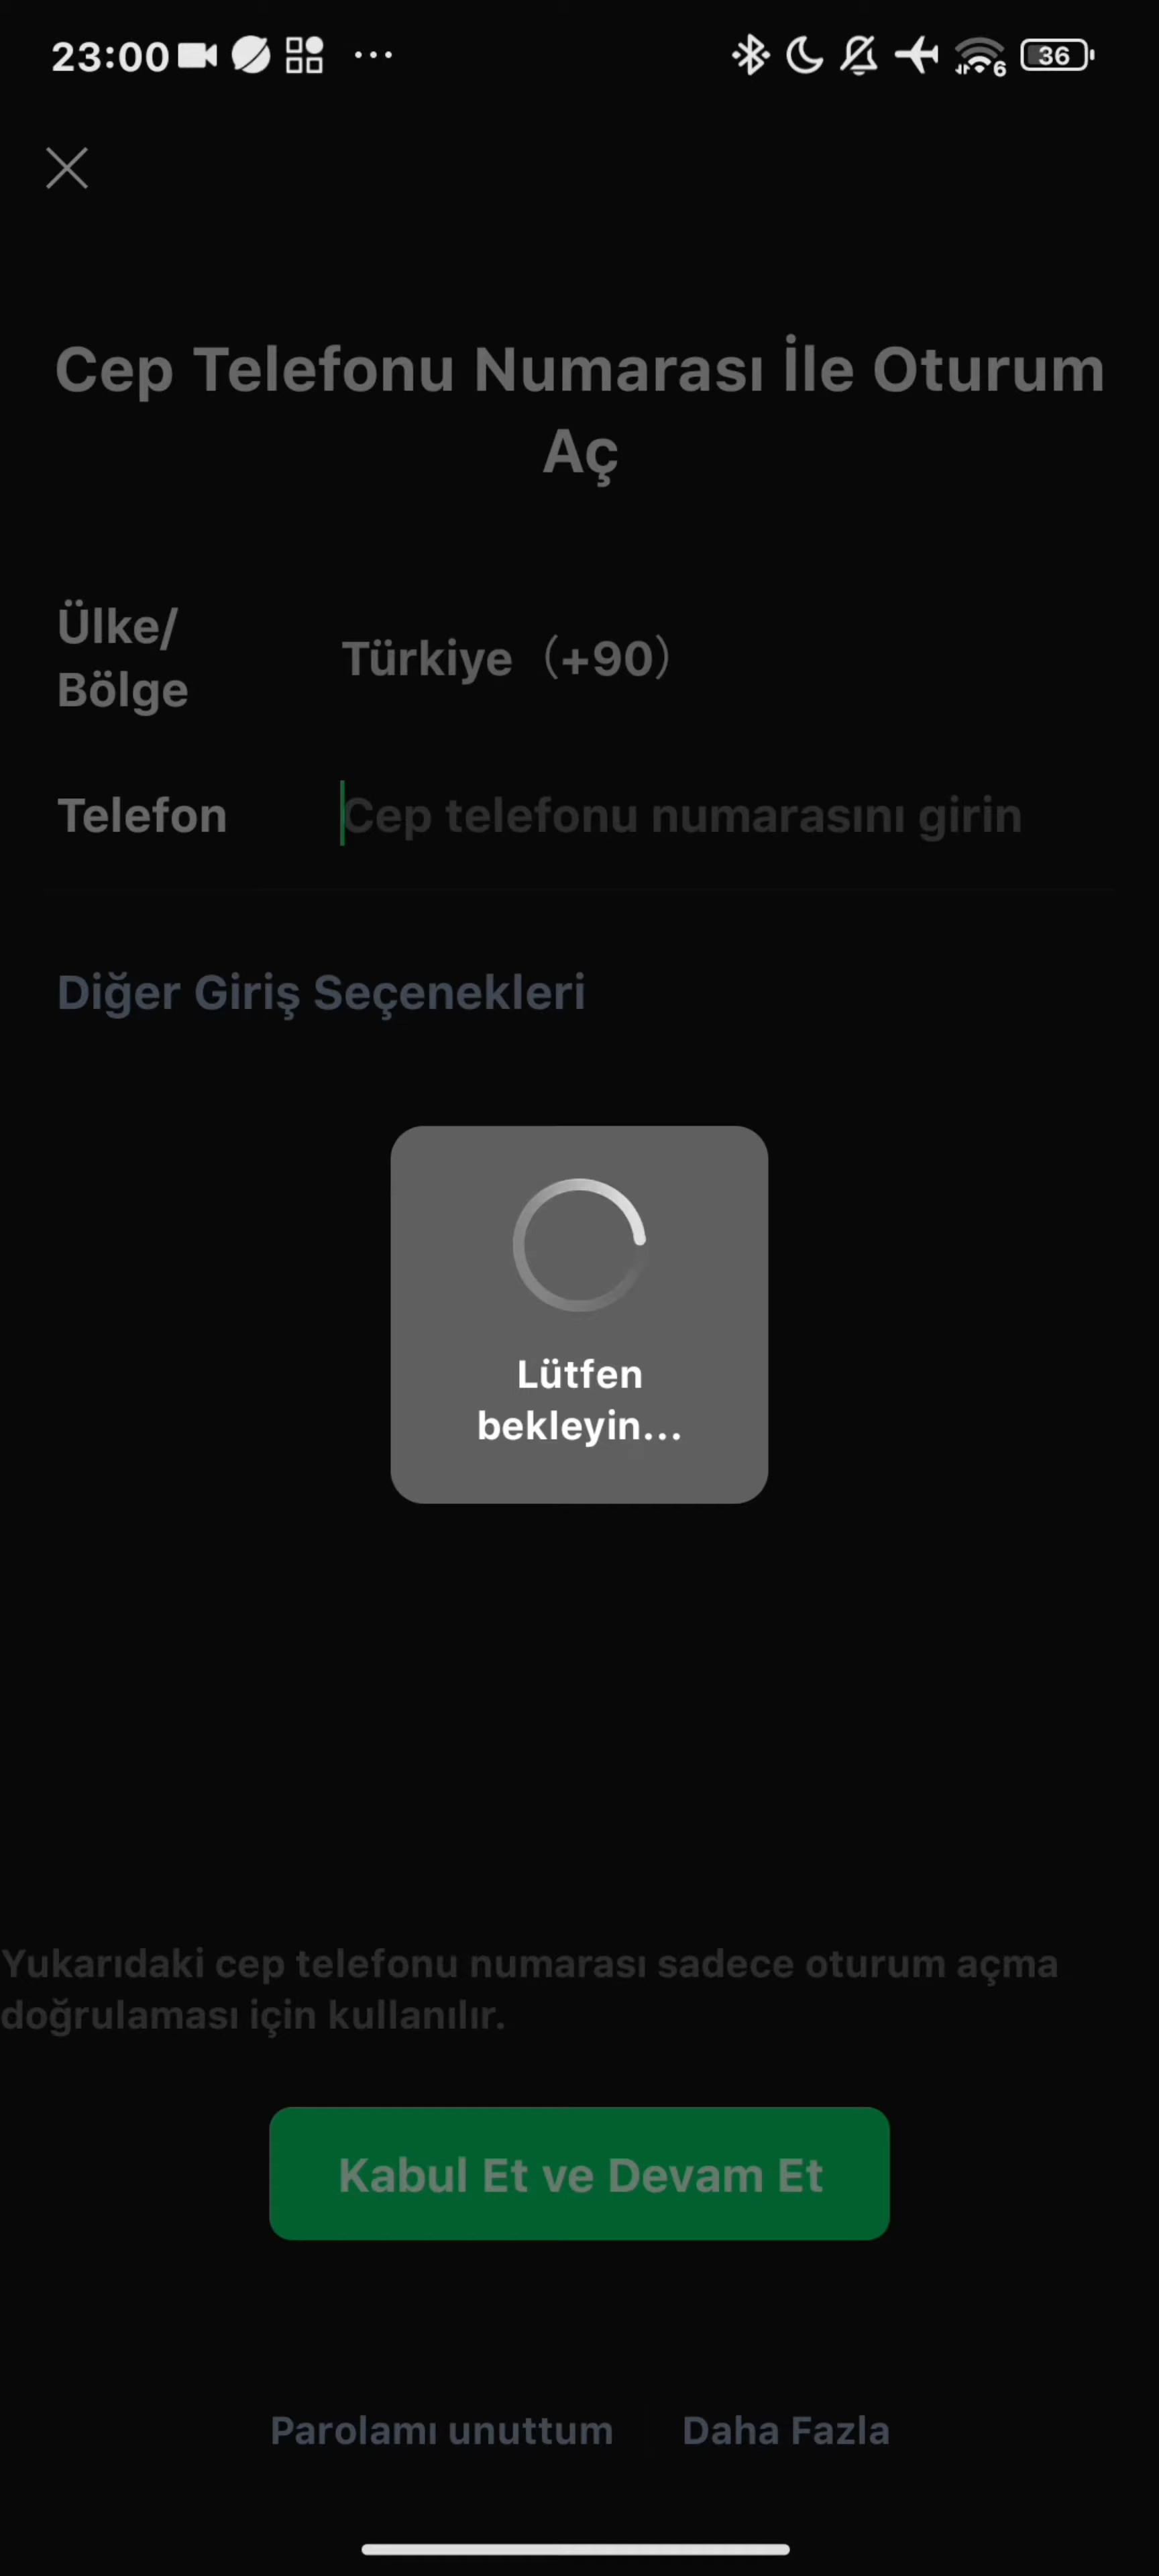 23:00
6
36
Cep Telefonu Numarası İle Oturum
Aç
Ülke/
Bölge
Türkiye（+90）
Telefon
Cep telefonu numarasını girin
Diğer Giriş Seçenekleri
Lütfen
bekleyin...
Yukarıdaki cep telefonu numarası sadece oturum açma
doğrulaması için kullanılır.
Kabul Et ve Devam Et
Parolamı unuttum
Daha Fazla